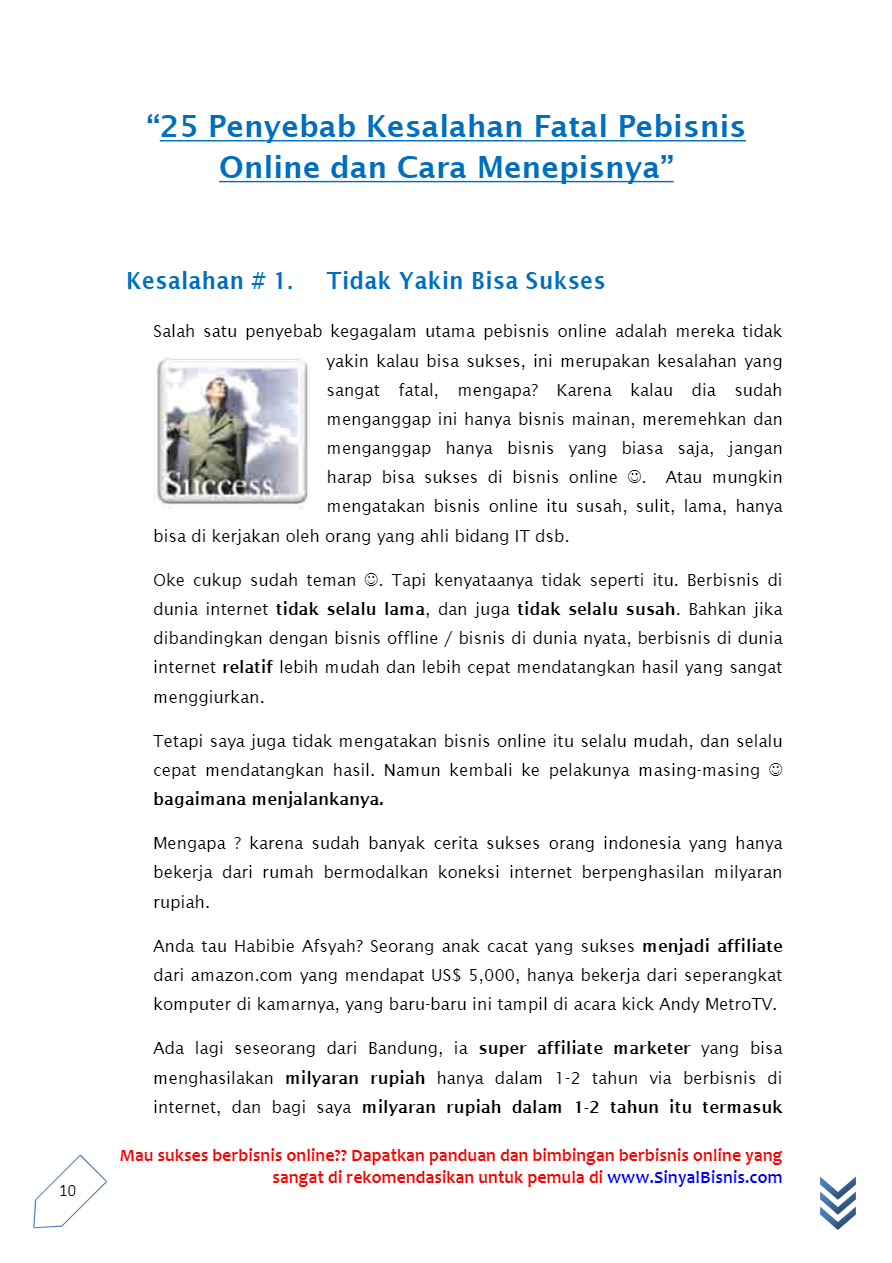 “25 Penyebab Kesalahan Fatal Pebisnis
Online dan Cara Menepisnya”
Kesalahan # 1. Tidak Yakin Bisa Sukses
Salah satu penyebab kegagalam utama pebisnis online adalah mereka tidak
yakin kalau bisa sukses, ini merupakan kesalahan yang
sangat fatal, mengapa? Karena kalau dia sudah
menganggap ini hanya bisnis mainan, meremehkan dan
menganggap hanya bisnis yang biasa saja, jangan
harap bisa sukses di bisnis online ☺. Atau mungkin
mengatakan bisnis online itu susah, sulit, lama, hanya
Success
bisa di kerjakan oleh orang yang ahli bidang IT dsb.
Oke cukup sudah teman ☺. Tapi kenyataanya tidak seperti itu. Berbisnis di
dunia internet tidak selalu lama, dan juga tidak selalu susah. Bahkan jika
dibandingkan dengan bisnis offline / bisnis di dunia nyata, berbisnis di dunia
internet relatif lebih mudah dan lebih cepat mendatangkan hasil yang sangat
menggiurkan.
Tetapi saya juga tidak mengatakan bisnis online itu selalu mudah, dan selalu
cepat mendatangkan hasil. Namun kembali ke pelakunya masing-masing ☺
bagaimana menjalankanya.
Mengapa ? karena sudah banyak cerita sukses orang indonesia yang hanya
bekerja dari rumah bermodalkan koneksi internet berpenghasilan milyaran
rupiah.
Anda tau Habibie Afsyah? Seorang anak cacat yang sukses menjadi affiliate
dari amazon.com yang mendapat US$ 5,000, hanya bekerja dari seperangkat
komputer di kamarnya, yang baru-baru ini tampil di acara kick Andy MetroTV.
Ada lagi seseorang dari Bandung, ia super affiliate marketer yang bisa
menghasilakan milyaran rupiah hanya dalam 1-2 tahun via berbisnis di
internet, dan bagi saya milyaran rupiah dalam 1-2 tahun itu termasuk
Mau sukses berbisnis online?? Dapatkan panduan dan bimbingan berbisnis online yang
sangat di rekomendasikan untuk pemula di www.SinyalBisnis.com
10